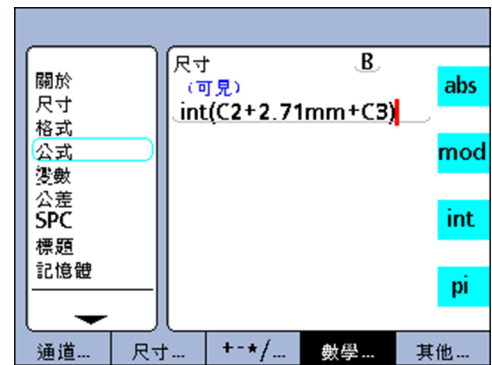 關於
尺寸
格式
公式
變數
公差
SPC
標題
記憶體
尺寸 B
(可見)
int(C2+2.71mm+C3)
abs
mod
int
pi
通道... 尺寸... +-*/... 數學... 其他...